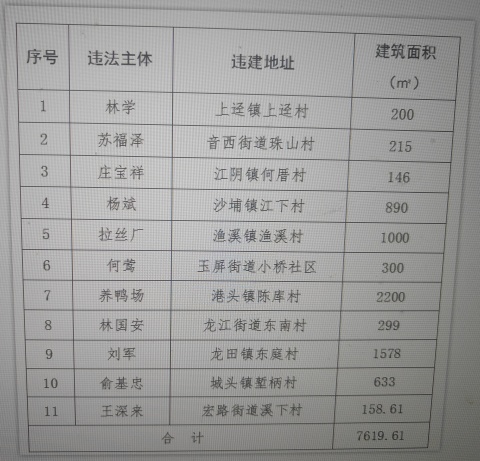 序号 违法主体 违建地址 建筑面积
（㎡）
1 林学 上迳镇上迳村 200
2 苏福泽 音西街道珠山村 215
3 庄宝祥 江阴镇何厝村 146
4 杨斌 沙埔镇江下村 890
5 拉丝厂 渔溪镇渔溪村 1000
6 何莺 玉屏街道小桥社区 300
7 养鸭场 港头镇陈库村 2200
8 林国安 龙江街道东南村 299
9 刘军 龙田镇东庭村 1578
10 俞基忠 城头镇堑柄村 633
11 王深来 宏路街道溪下村 158.61
合 计 7619.61